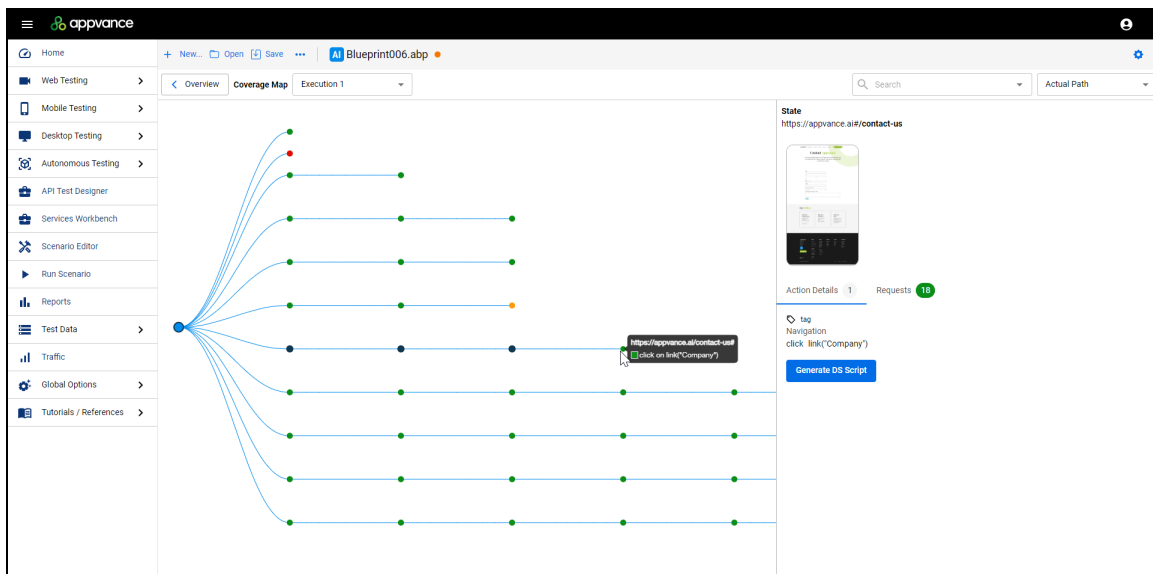 appvance
Home
+ New... Open Save ••• AI Blueprint006.abp
Web Testing
Overview Coverage Map Execution 1 Search Actual Path
Mobile Testing
State
https://appvance.ai#/contact-us
Desktop Testing
Autonomous Testing
API Test Designer
Services Workbench
Scenario Editor
Run Scenario
Reports
Test Data
Traffic
Global Options
Tutorials / References
https://appvance.ai/contact-us#
click on link("Company")
Action Details 1 Requests 18
tag
Navigation
click link("Company")
Generate DS Script